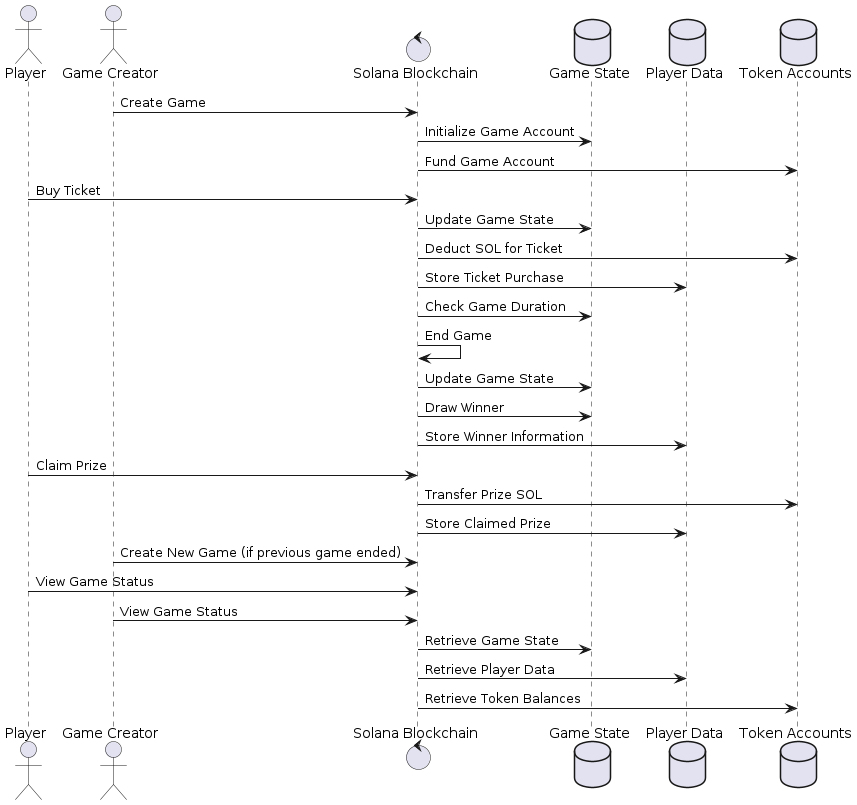 Player Game Creator Solana Blockchain Game State Player Data Token Accounts
Create Game
Initialize Game Account
Fund Game Account
Buy Ticket
Update Game State
Deduct SOL for Ticket
Store Ticket Purchase
Check Game Duration
End Game
Update Game State
Draw Winner
Store Winner Information
Claim Prize
Transfer Prize SOL
Store Claimed Prize
Create New Game (if previous game ended)
View Game Status
View Game Status
Retrieve Game State
Retrieve Player Data
Retrieve Token Balances
Player Game Creator Solana Blockchain Game State Player Data Token Accounts